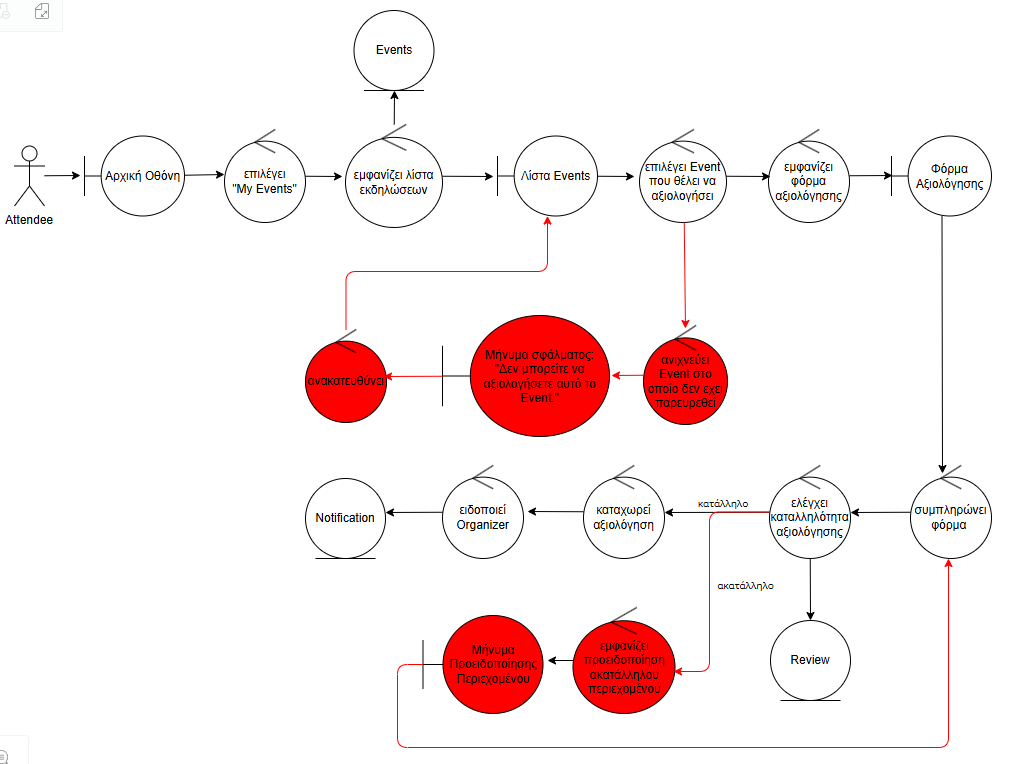 Events
Attendee
Αρχική Οθόνη
επιλέγει
"My Events"
εμφανίζει λίστα
εκδηλώσεων
Λίστα Events
επιλέγει Event
που θέλει να
αξιολογήσει
εμφανίζει
φόρμα
αξιολόγησης
Φόρμα
Αξιολόγησης
ανακατευθύνει
Μήνυμα σφάλματος:
"Δεν μπορείτε να
αξιολογήσετε αυτό το
Event."
ανιχνεύει
Event στο
οποίο δεν εχει
παρευρεθεί
Notification
ειδοποιεί
Organizer
καταχωρεί
αξιολόγηση
κατάλληλο
ελέγχει
καταλληλότητα
αξιολόγησης
συμπληρώνει
φόρμα
ακατάλληλο
Μήνυμα
Προειδοποίησης
Περιεχομένου
εμφανίζει
προειδοποίηση
ακατάλληλου
περιεχομένου
Review